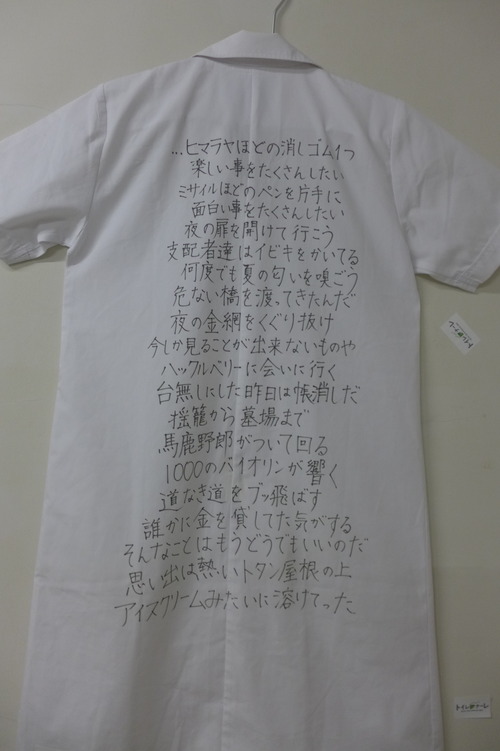 …ヒマラヤほどの消しゴム1つ
楽しい事をたくさんしたい
ミサイルほどのペンを片手に
面白い事をたくさんしたい
夜の扉を開けて行こう
支配者達はイビキをかいてる
何度でも夏の匂いを嗅ごう
危ない橋を渡ってきたんだ
夜の金網をくぐり抜け
今しか見ることが出来ないものや
ハックルベリーに会いに行く
台無しにした昨日は帳消しだ
揺籠から墓場まで
馬鹿野郎がついて回る
1000のバイオリンが響く
道なき道をブッ飛ばす
誰かに金を貸してた気がする
そんなことはもうどうでもいいのだ
思い出は熱いトタン屋根の上
アイスクリームみたいに溶けてった